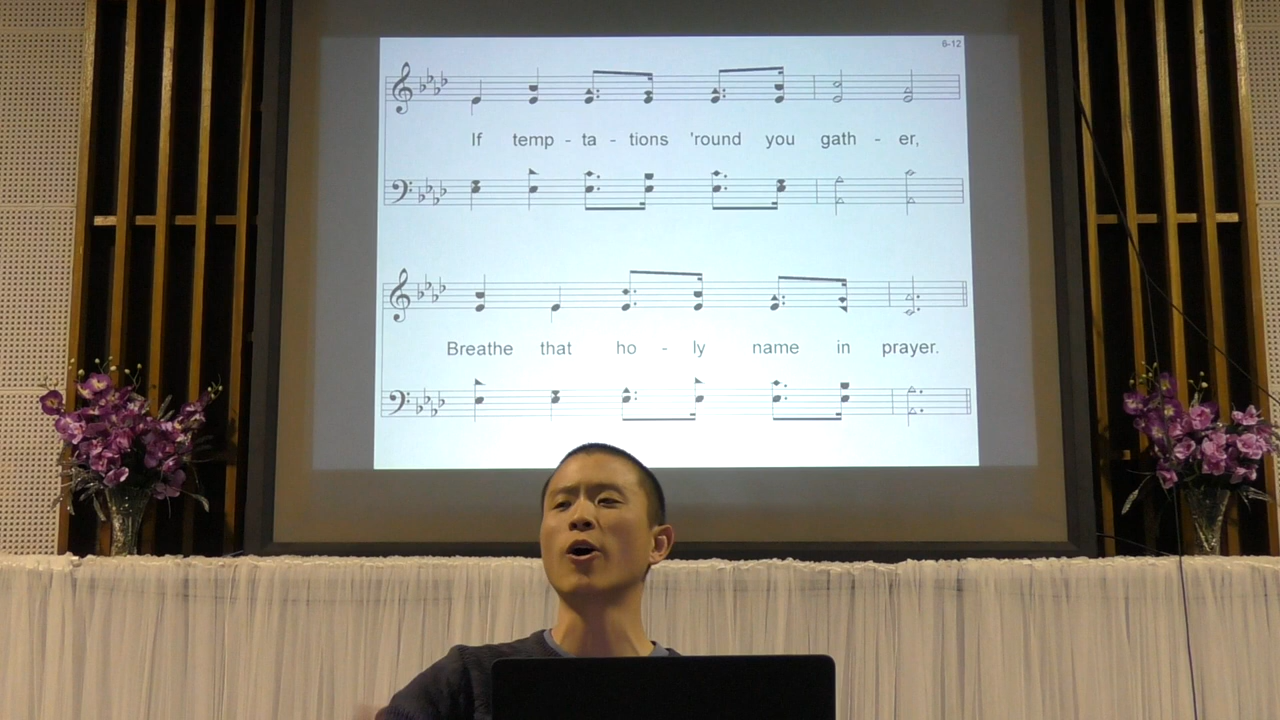 6-12
If temp - ta - tions 'round you gath - er,
Breathe that ho - ly name in prayer.